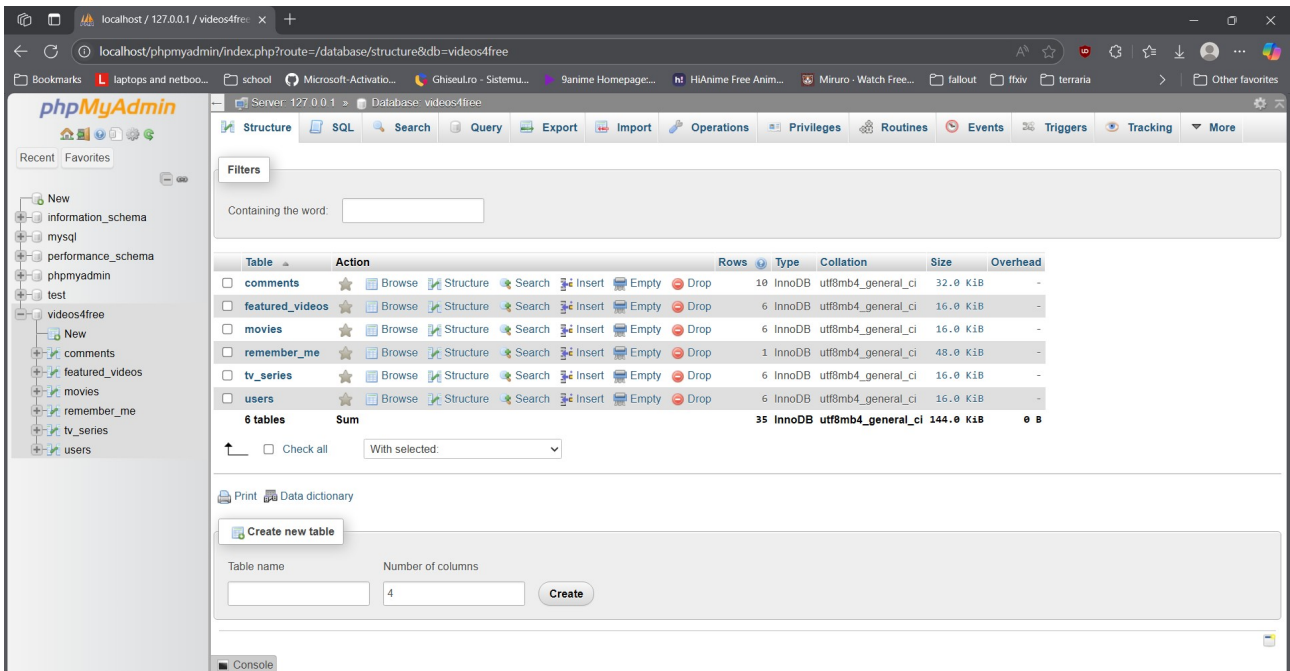 localhost / 127.0.0.1 / videos4free
localhost/phpmyadmin/index.php?route=/database/structure&db=videos4free
Bookmarks laptops and netboo... school Microsoft-Activatio... Ghiseul.ro - Sistemu... 9anime Homepage:... h! HiAnime Free Anim... Miruro - Watch Free... fallout ffxiv terraria Other favorites
phpMyAdmin
Recent Favorites
New
information_schema
mysql
performance_schema
phpmyadmin
test
videos4free
New
comments
featured_videos
movies
remember_me
tv_series
users
Server: 127.0.0.1 » Database: videos4free
Structure SQL Search Query Export Import Operations Privileges Routines Events Triggers Tracking More
Filters
Containing the word:
Table Action Rows Type Collation Size Overhead
comments Browse Structure Search Insert Empty Drop 10 InnoDB utf8mb4_general_ci 32.0 KiB -
featured_videos Browse Structure Search Insert Empty Drop 6 InnoDB utf8mb4_general_ci 16.0 KiB -
movies Browse Structure Search Insert Empty Drop 6 InnoDB utf8mb4_general_ci 16.0 KiB -
remember_me Browse Structure Search Insert Empty Drop 1 InnoDB utf8mb4_general_ci 48.0 KiB -
tv_series Browse Structure Search Insert Empty Drop 6 InnoDB utf8mb4_general_ci 16.0 KiB -
users Browse Structure Search Insert Empty Drop 6 InnoDB utf8mb4_general_ci 16.0 KiB -
6 tables Sum 35 InnoDB utf8mb4_general_ci 144.0 KiB 0 B
Check all With selected:
Print Data dictionary
Create new table
Table name Number of columns
4 Create
Console